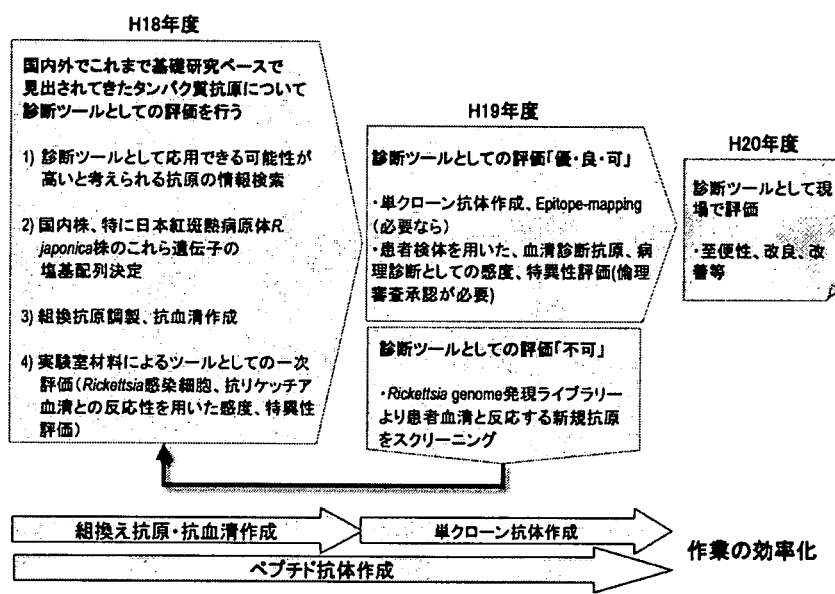 H18年度
国内外でこれまで基礎研究ベースで
見出されてきたタンパク質抗原について
診断ツールとしての評価を行う
1) 診断ツールとして応用できる可能性が
高いと考えられる抗原の情報検索
2) 国内株、特に日本紅斑熱病原体R.
japonica株のこれら遺伝子の
塩基配列決定
3) 組換抗原調製、抗血清作成
4) 実験室材料によるツールとしての一次
評価(Rickettsia感染細胞、抗リケッチア
血清との反応性を用いた感度、特異性
評価)
H19年度
診断ツールとしての評価「優・良・可」
・単クローン抗体作成、Epitope-mapping
(必要なら)
・患者検体を用いた、血清診断抗原、病
理診断としての感度、特異性評価(倫理
審査承認が必要)
診断ツールとしての評価「不可」
・Rickettsia genome発現ライブラリー
より患者血清と反応する新規抗原
をスクリーニング
H20年度
診断ツールとして現
場で評価
・至便性、改良、改
善等
組換え抗原・抗血清作成
単クローン抗体作成
ペプチド抗体作成
作業の効率化